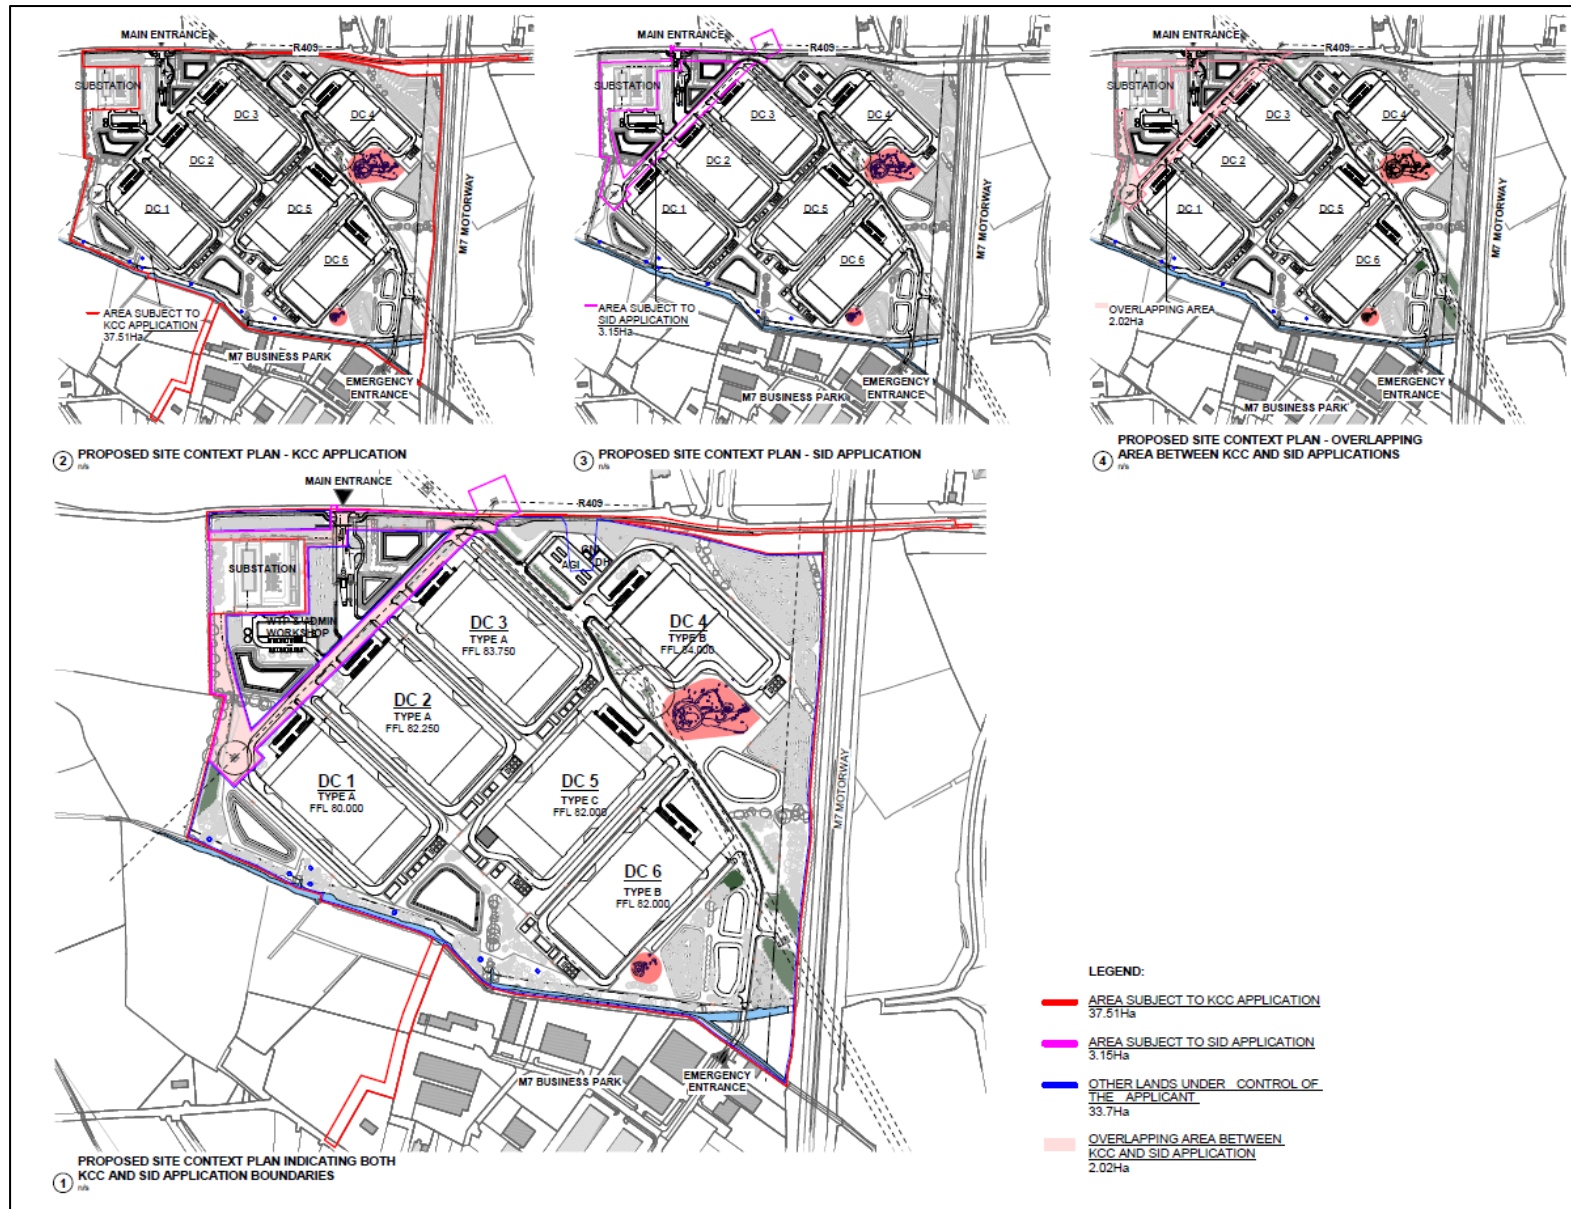 MAIN ENTRANCE
R409
SUBSTATION
DC 3
DC 4
DC 2
DC 1
DC 5
DC 6
M7 MOTORWAY
AREA SUBJECT TO
KCC APPLICATION
37.51Ha
M7 BUSINESS PARK
EMERGENCY
ENTRANCE
2 PROPOSED SITE CONTEXT PLAN - KCC APPLICATION
n/s
MAIN ENTRANCE
R409
SUBSTATION
DC 3
DC 4
DC 2
DC 1
DC 5
DC 6
M7 MOTORWAY
AREA SUBJECT TO
SID APPLICATION
3.15Ha
M7 BUSINESS PARK
EMERGENCY
ENTRANCE
3 PROPOSED SITE CONTEXT PLAN - SID APPLICATION
n/s
MAIN ENTRANCE
R409
SUBSTATION
DC 3
DC 4
DC 2
DC 1
DC 5
DC 6
M7 MOTORWAY
OVERLAPPING AREA
2.02Ha
EMERGENCY
ENTRANCE
M7 BUSINESS PARK
4 PROPOSED SITE CONTEXT PLAN - OVERLAPPING
AREA BETWEEN KCC AND SID APPLICATIONS
n/s
MAIN ENTRANCE
R409
SUBSTATION
AGI
DH
WTP & ADMIN
WORKSHOP
DC 3
TYPE A
FFL 83.750
DC 4
TYPE B
FFL 84.000
DC 2
TYPE A
FFL 82.250
DC 1
TYPE A
FFL 80.000
DC 5
TYPE C
FFL 82.000
DC 6
TYPE B
FFL 82.000
M7 MOTORWAY
M7 BUSINESS PARK
EMERGENCY
ENTRANCE
1 PROPOSED SITE CONTEXT PLAN INDICATING BOTH
KCC AND SID APPLICATION BOUNDARIES
n/s
LEGEND:
AREA SUBJECT TO KCC APPLICATION
37.51Ha
AREA SUBJECT TO SID APPLICATION
3.15Ha
OTHER LANDS UNDER CONTROL OF
THE APPLICANT
33.7Ha
OVERLAPPING AREA BETWEEN
KCC AND SID APPLICATION
2.02Ha